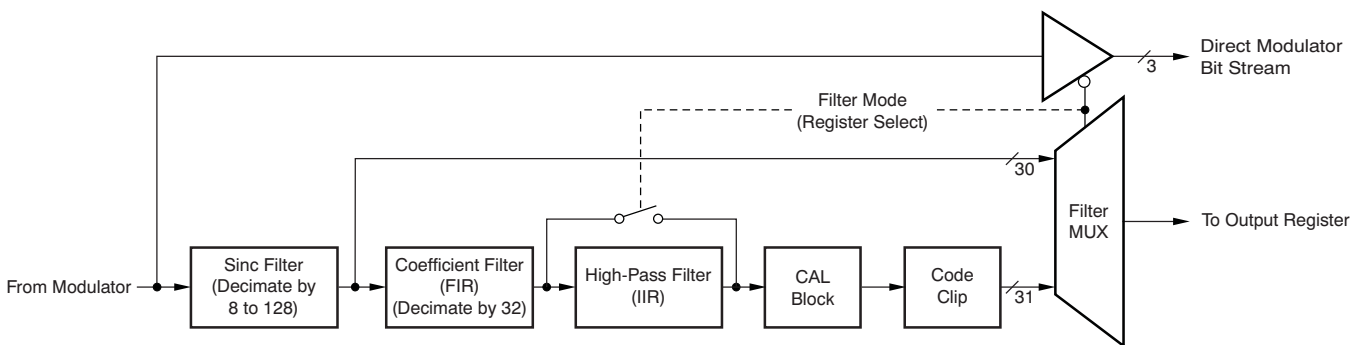 Direct Modulator
Bit Stream
3
Filter Mode
(Register Select)
30
Filter
MUX
To Output Register
From Modulator
Sinc Filter
(Decimate by
8 to 128)
Coefficient Filter
(FIR)
(Decimate by 32)
High-Pass Filter
(IIR)
CAL
Block
Code
Clip
31